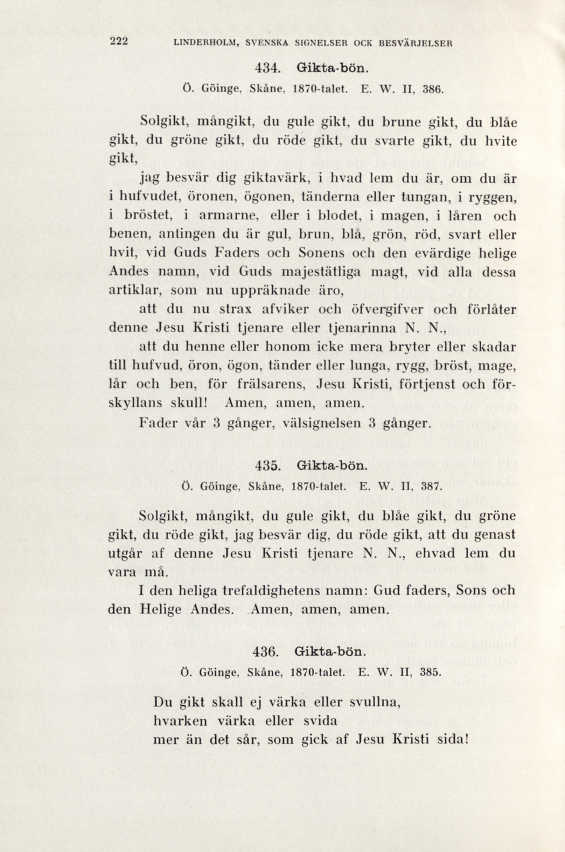 222 LINDERHOLM, SVENSKA SIGNELSER OCK BESVÄRJELSER
434. Gikta-bön.
Ö. Göinge, Skåne, 1870-talet. E. W. II, 386.
Solgikt, mångikt, du gule gikt, du brune gikt, du blåe
gikt, du gröne gikt, du röde gikt, du svarte gikt, du hvite
gikt,
jag besvär dig giktavärk, i hvad lem du är, om du är
i hufvudet, öronen, ögonen, tänderna eller tungan, i ryggen,
i bröstet, i armarne, eller i blodet, i magen, i låren och
benen, antingen du är gul, brun, blå, grön, röd, svart eller
hvit, vid Guds Faders och Sonens och den evärdige helige
Andes namn, vid Guds majestätliga magt, vid alla dessa
artiklar, som nu uppräknade äro,
att du nu strax afviker och öfvergifver och förlåter
denne Jesu Kristi tjenare eller tjenarinna N. N.,
att du henne eller honom icke mera bryter eller skadar
till hufvud, öron, ögon, tänder eller lunga, rygg, bröst, mage,
lår och ben, för frälsarens, Jesu Kristi, förtjenst och för-
skyllans skull! Amen, amen, amen.
Fader vår 3 gånger, välsignelsen 3 gånger.
435. Gikta-bön.
Ö. Göinge, Skåne, 1870-talet. E. W. II, 387.
Solgikt, mångikt, du gule gikt, du blåe gikt, du gröne
gikt, du röde gikt, jag besvär dig, du röde gikt, att du genast
utgår af denne Jesu Kristi tjenare N. N., ehvad lem du
vara må.
I den heliga trefaldighetens namn: Gud faders, Sons och
den Helige Andes. Amen, amen, amen.
436. Gikta-bön.
Ö. Göinge, Skåne, 1870-talet. E. W. II, 385.
Du gikt skall ej värka eller svullna,
hvarken värka eller svida
mer än det sår, som gick af Jesu Kristi sida!